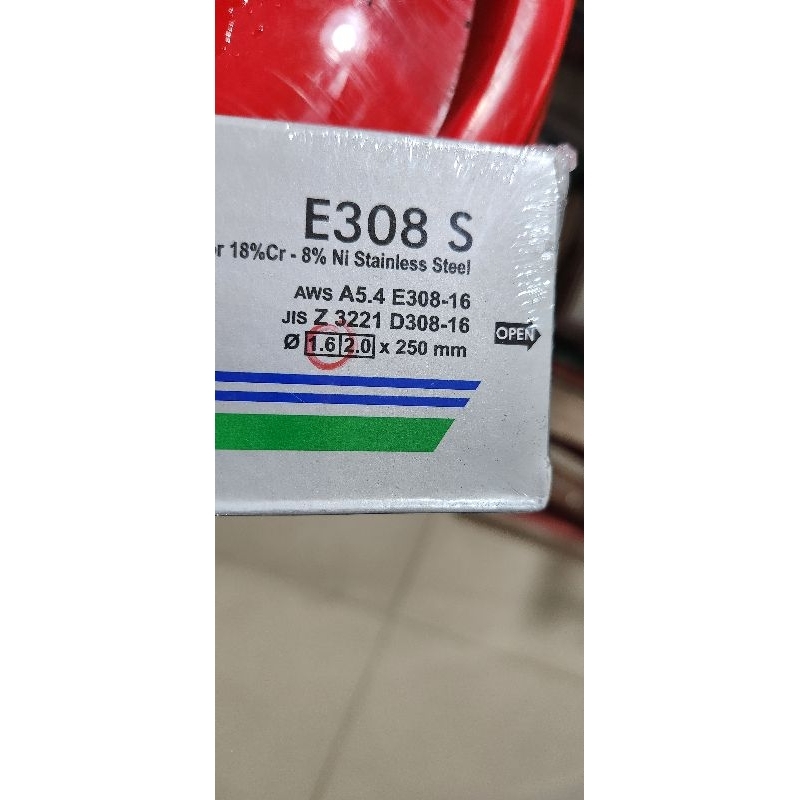 E308 S
18%Cr - 8% Ni Stainless Steel
AWS A5.4 E308-16
JIS Z 3221 D308-16
Ø 1.6 2.0 x 250 mm
OPEN